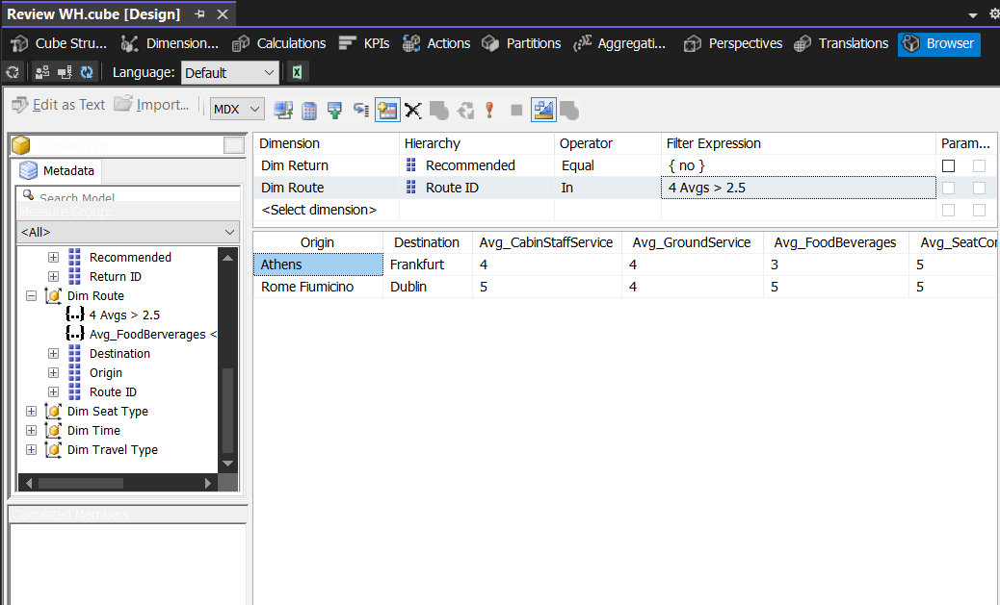 Review WH.cube [Design]
Cube Stru... Dimension... Calculations KPIs Actions Partitions Aggregati... Perspectives Translations Browser
Language: Default
Edit as Text Import... MDX
Metadata
Search Model
Measure Group:
<All>
Recommended
Return ID
Dim Route
4 Avgs > 2.5
Avg_FoodBerverages <
Destination
Origin
Route ID
Dim Seat Type
Dim Time
Dim Travel Type
Calculated Members
Dimension Hierarchy Operator Filter Expression Param...
Dim Return Recommended Equal { no }
Dim Route Route ID In 4 Avgs > 2.5
<Select dimension>
Origin Destination Avg_CabinStaffService Avg_GroundService Avg_FoodBeverages Avg_SeatCor
Athens Frankfurt 4 4 3 5
Rome Fiumicino Dublin 5 4 5 5